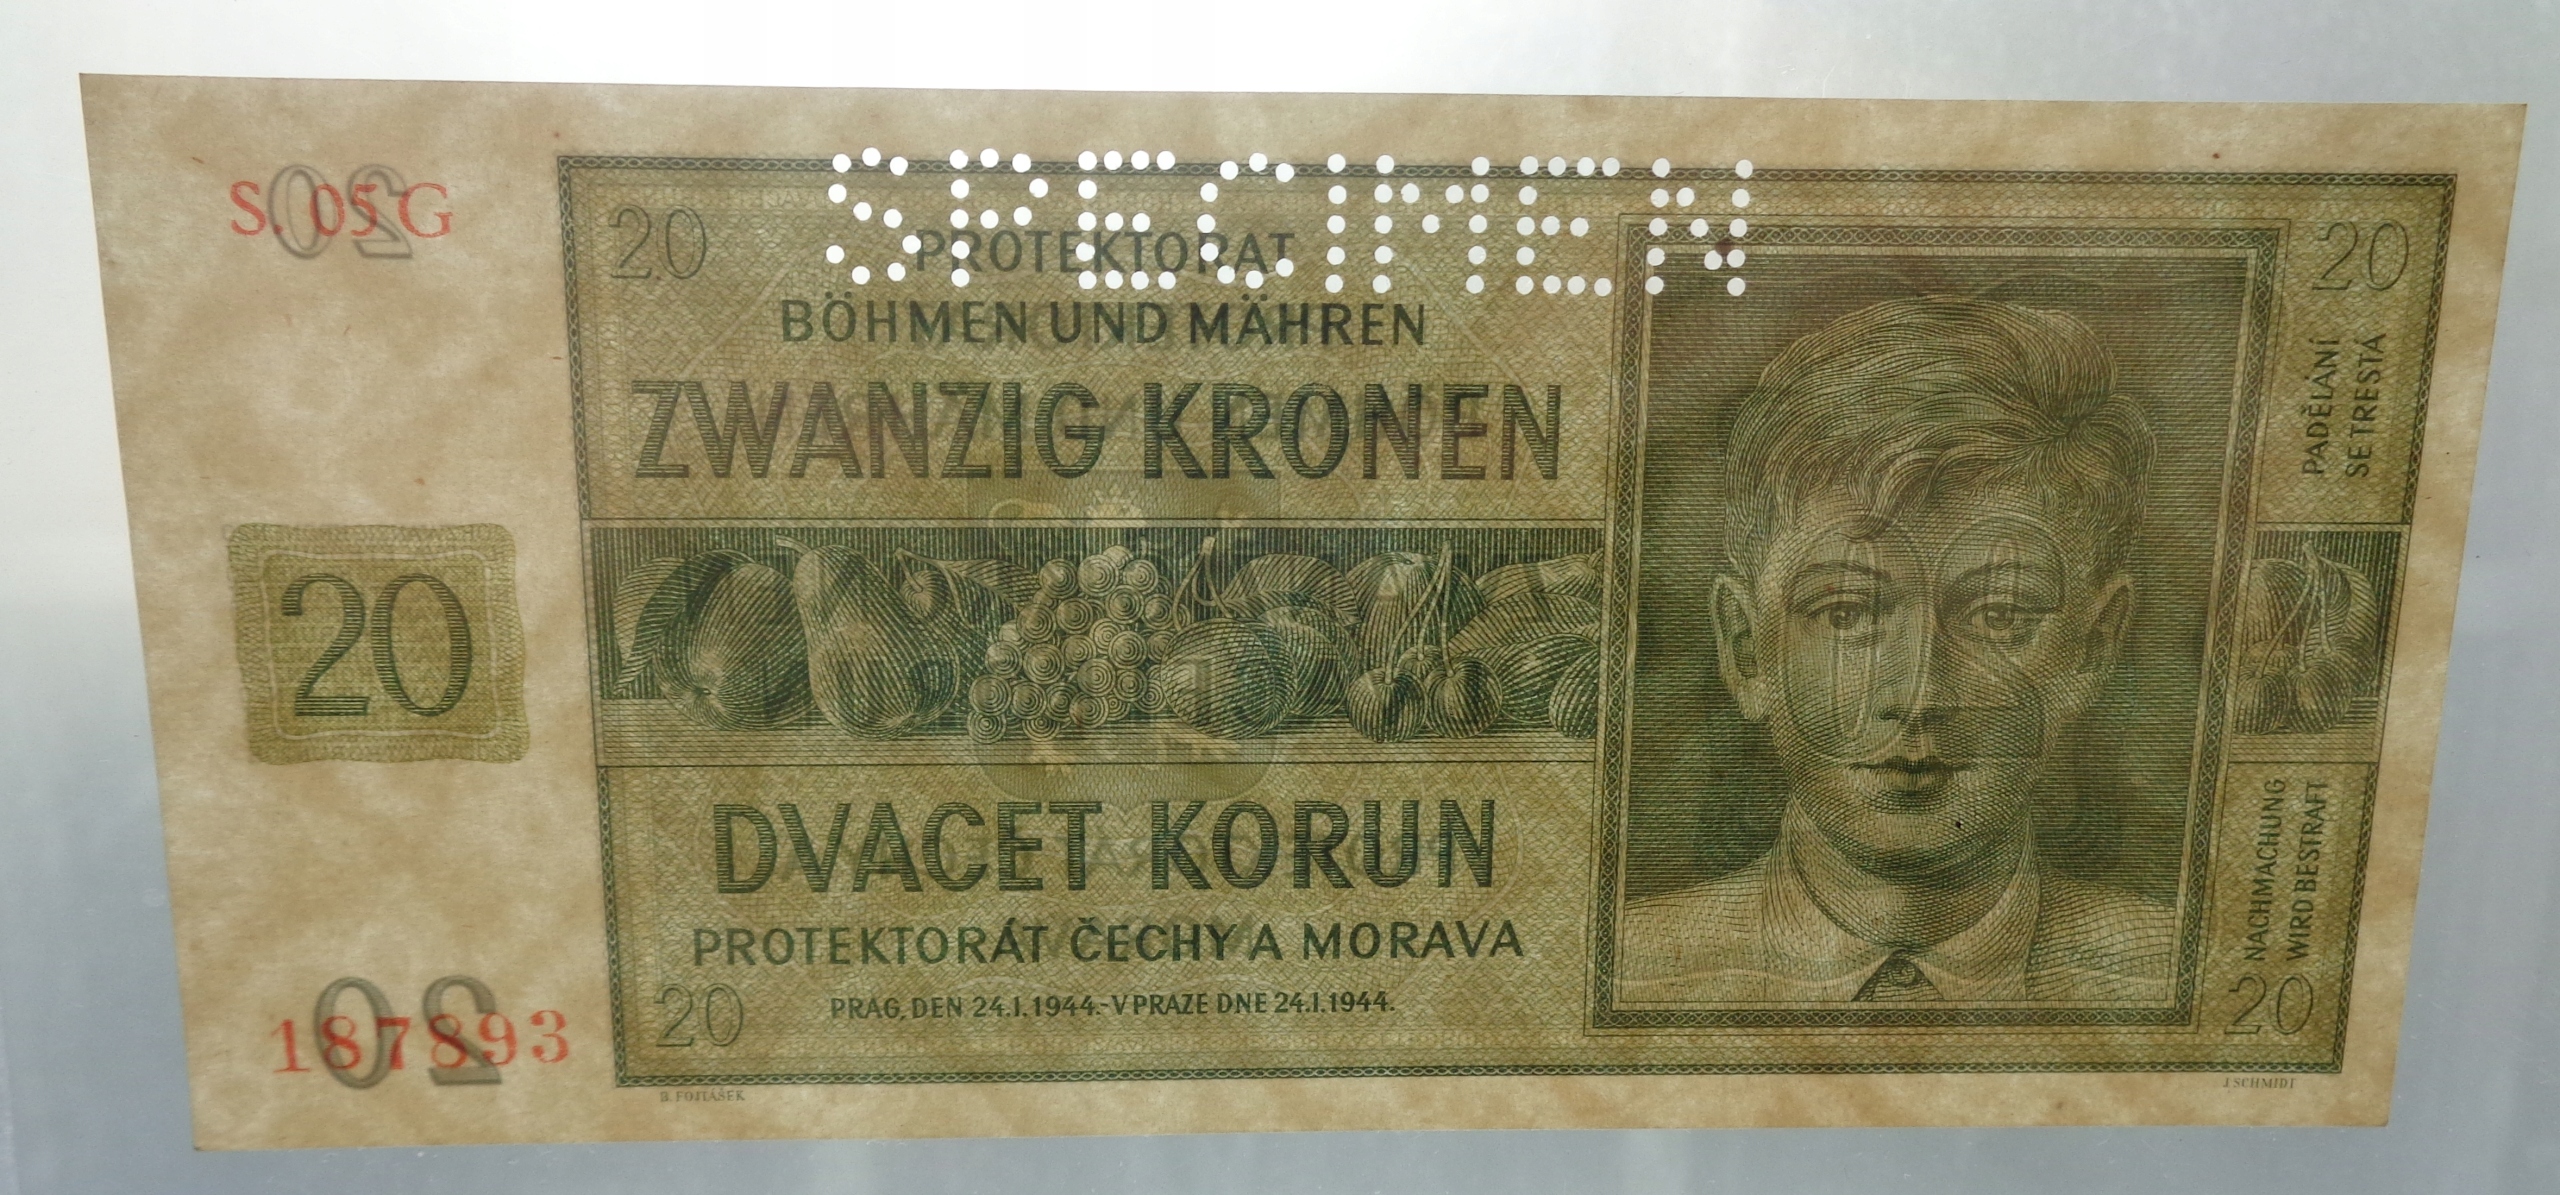 SPECIMEN
S. 05 G
20
20
PROTEKTORAT
BÖHMEN UND MÄHREN
ZWANZIG KRONEN
20
DVACET KORUN
PROTEKTORÁT ČECHY A MORAVA
PRAG, DEN 24.I.1944.-V PRAZE DNE 24.I.1944.
20
187893
B. FOJTÁŠEK
PADĚLÁNÍ
SE TRESTÁ
NACHMACHUNG
WIRD BESTRAFT
20
J. SCHMIDT